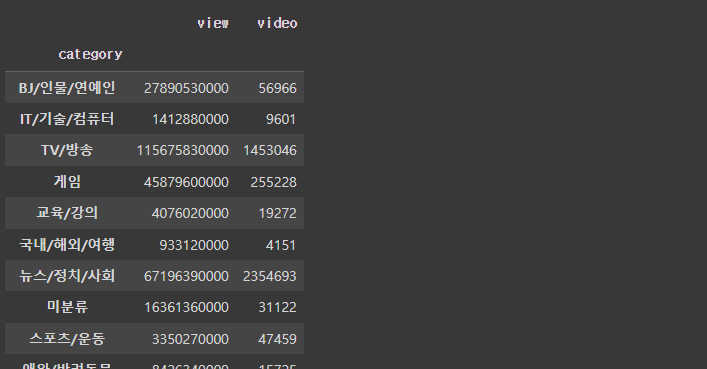 view video
category
BJ/인물/연예인 27890530000 56966
IT/기술/컴퓨터 1412880000 9601
TV/방송 115675830000 1453046
게임 45879600000 255228
교육/강의 4076020000 19272
국내/해외/여행 933120000 4151
뉴스/정치/사회 67196390000 2354693
미분류 16361360000 31122
스포츠/운동 3350270000 47459